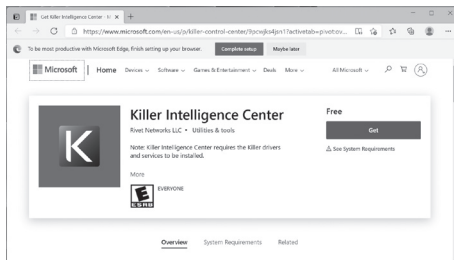 Get Killer Intelligence Center - M
https://www.microsoft.com/en-us/p/killer-control-center/
To be most productive with Microsoft Edge, finish setting up your browser. Complete setup Maybe later
Microsoft Home Devices Software Games & Entertainment Deals More All Microsoft
K
Killer Intelligence Center
Rivet Networks LLC • Utilities & tools
Note: Killer Intelligence Center requires the Killer drivers
and services to be installed.
More
E
ESRB
EVERYONE
Free
Get
See System Requirements
Overview System Requirements Related